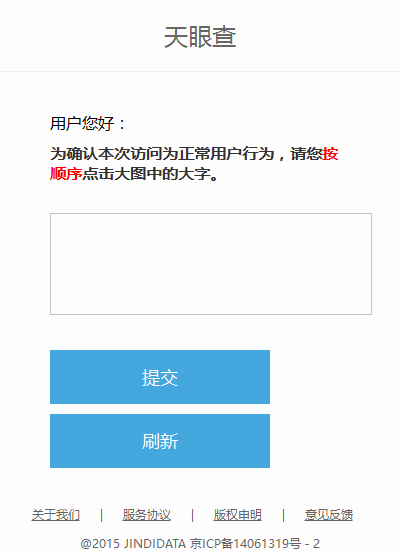 天眼查
用户您好：
为确认本次访问为正常用户行为，请您按
顺序点击大图中的大字。
提交
刷新
关于我们 | 服务协议 | 版权申明 | 意见反馈
@2015 JINDIDATA 京ICP备14061319号 - 2